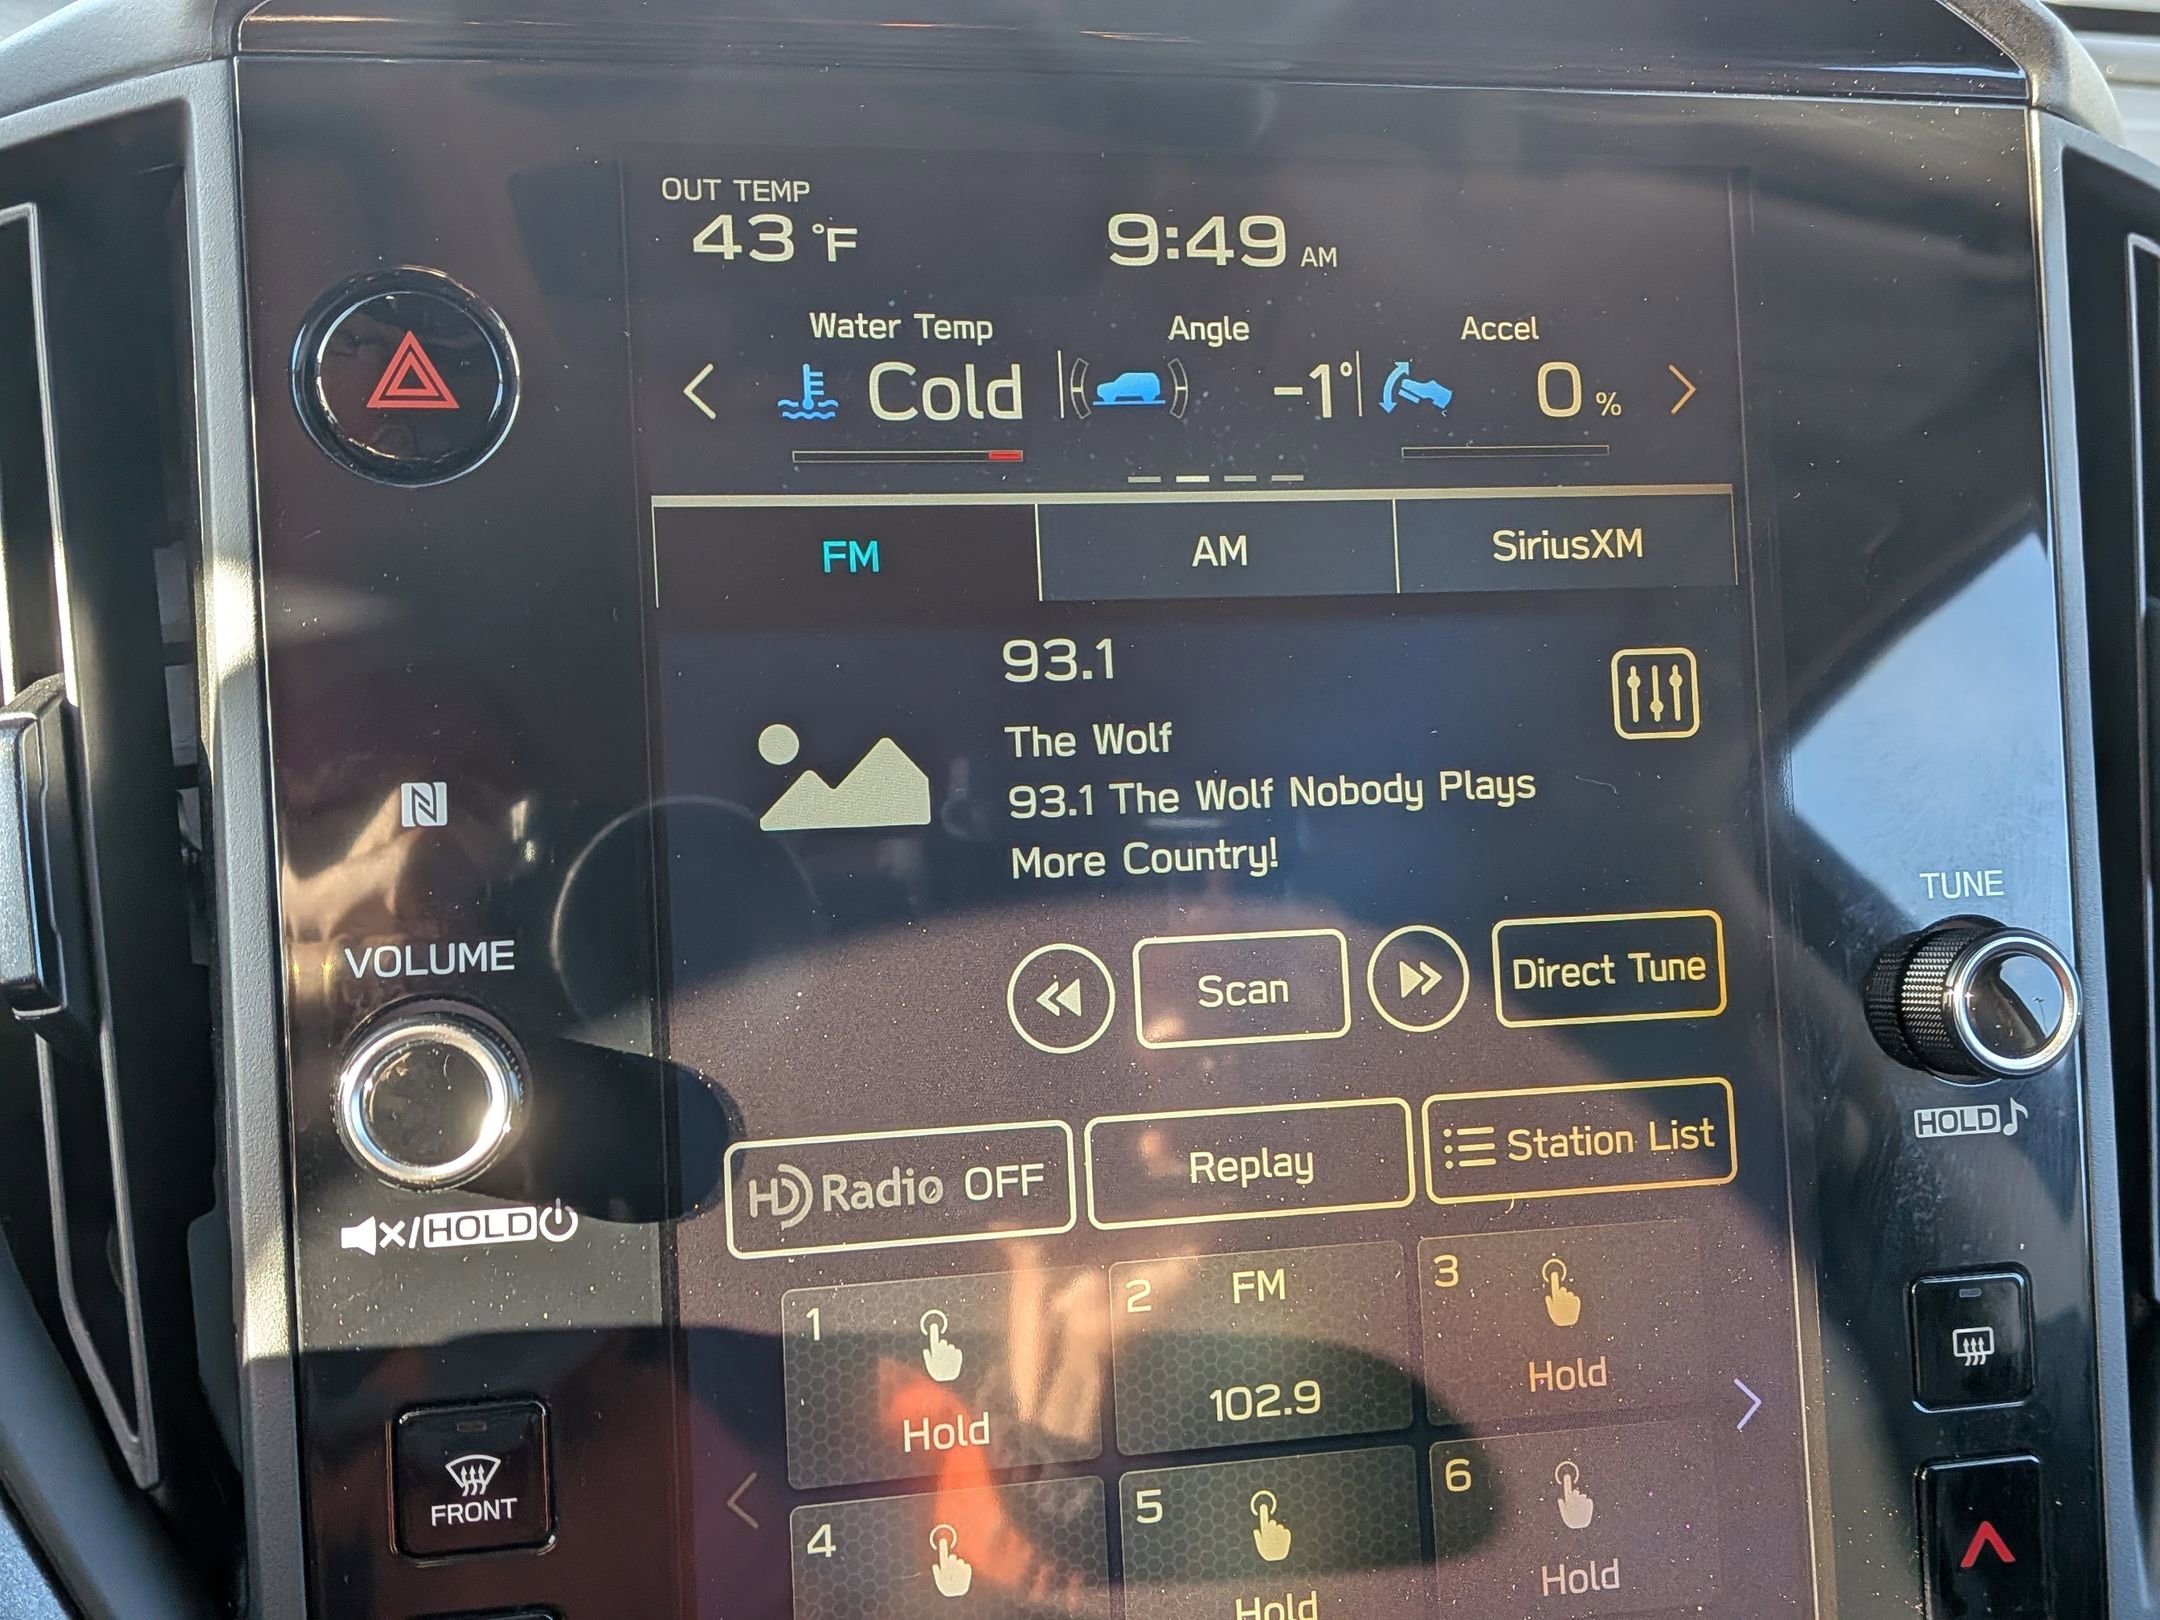 OUT TEMP
43 °F
9:49 AM
Water Temp
Angle
Accel
Cold
-1°
0 %
FM
AM
SiriusXM
93.1
The Wolf
93.1 The Wolf Nobody Plays
More Country!
TUNE
VOLUME
Scan
Direct Tune
HOLD
HD Radio OFF
Replay
Station List
/HOLD
1
Hold
2
FM
102.9
3
Hold
FRONT
4
5
Hold
6
Hold